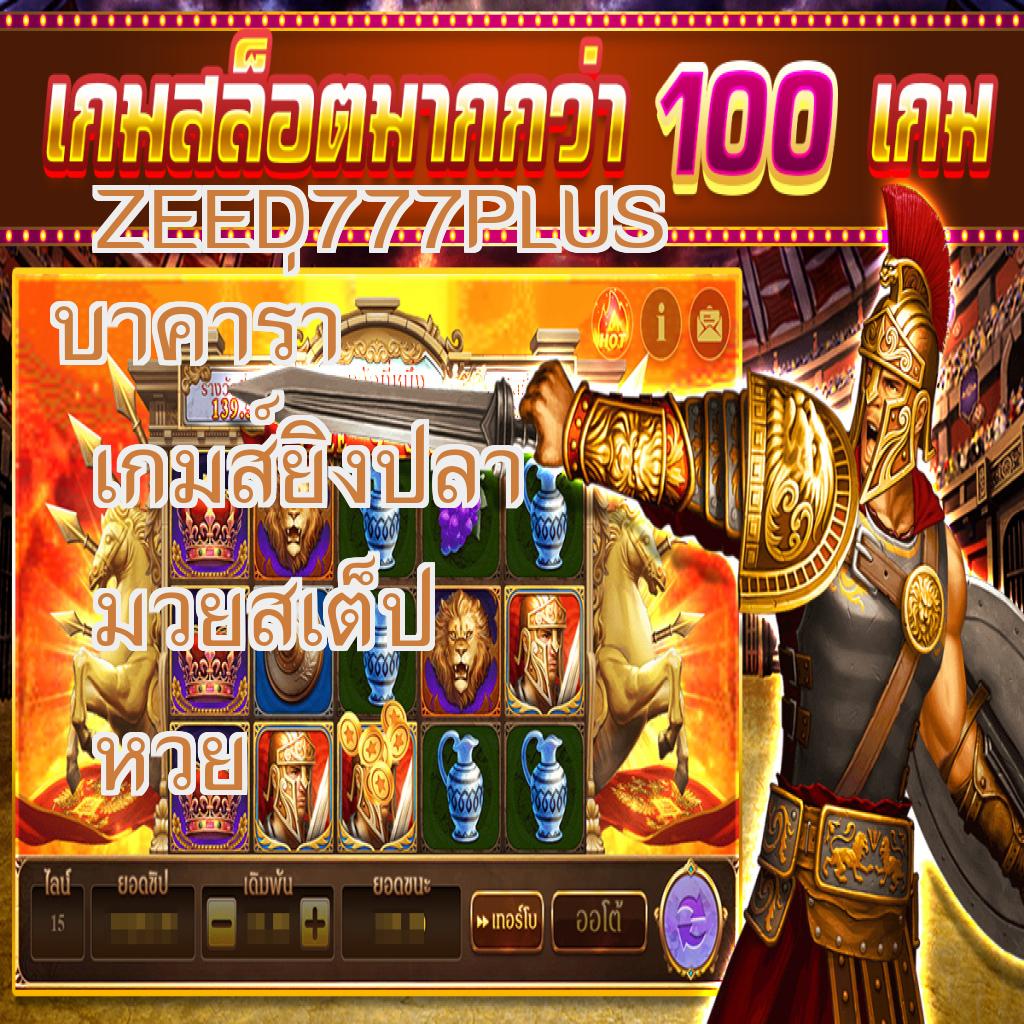 เกมสล็อตมากกว่า 100 เกม
ZEED777PLUS
บาคาร่า
HOT
i
139.
เกมส์ยิงปลา
มวยสเต็ป
หวย
ไลน์ ยอดชิป เดิมพัน ยอดชนะ
15 - + เทอร์โบ ออโต้